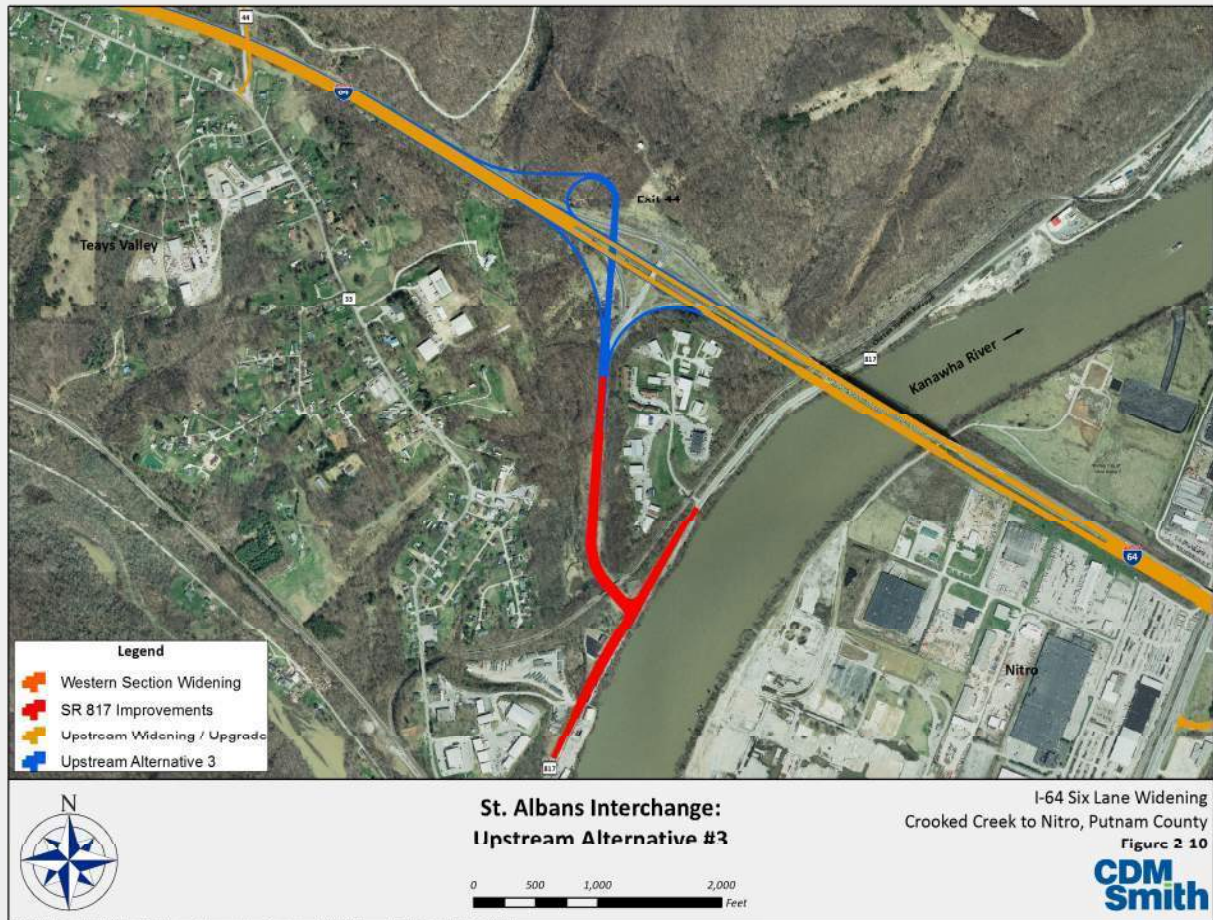 44
64
Exit 44
Teays Valley
33
817
Kanawha River
64
Nitro
817
Legend
Western Section Widening
SR 817 Improvements
Upstream Widening / Upgrade
Upstream Alternative 3
N
St. Albans Interchange:
Upstream Alternative #3
0 500 1,000 2,000
Feet
I-64 Six Lane Widening
Crooked Creek to Nitro, Putnam County
Figure 2-10
CDM
Smith